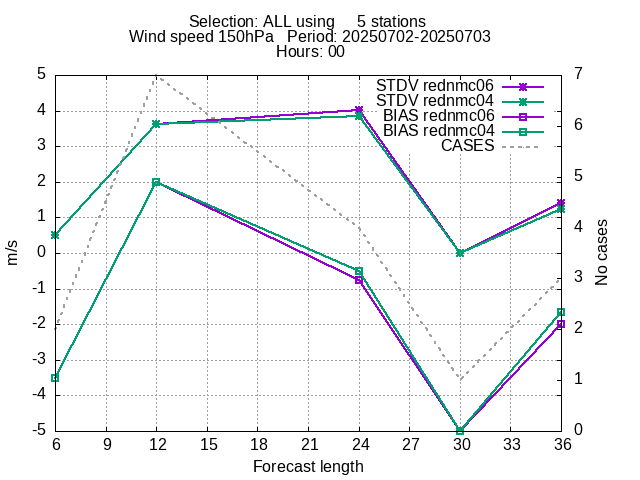 Selection: ALL using     5 stations
Wind speed 150hPa   Period: 20250702-20250703
Hours: 00
STDV rednmc06
STDV rednmc04
BIAS rednmc06
BIAS rednmc04
CASES
5
4
3
2
1
0
-1
-2
-3
-4
-5
m/s
7
6
5
4
3
2
1
0
No cases
6 9 12 15 18 21 24 27 30 33 36
Forecast length